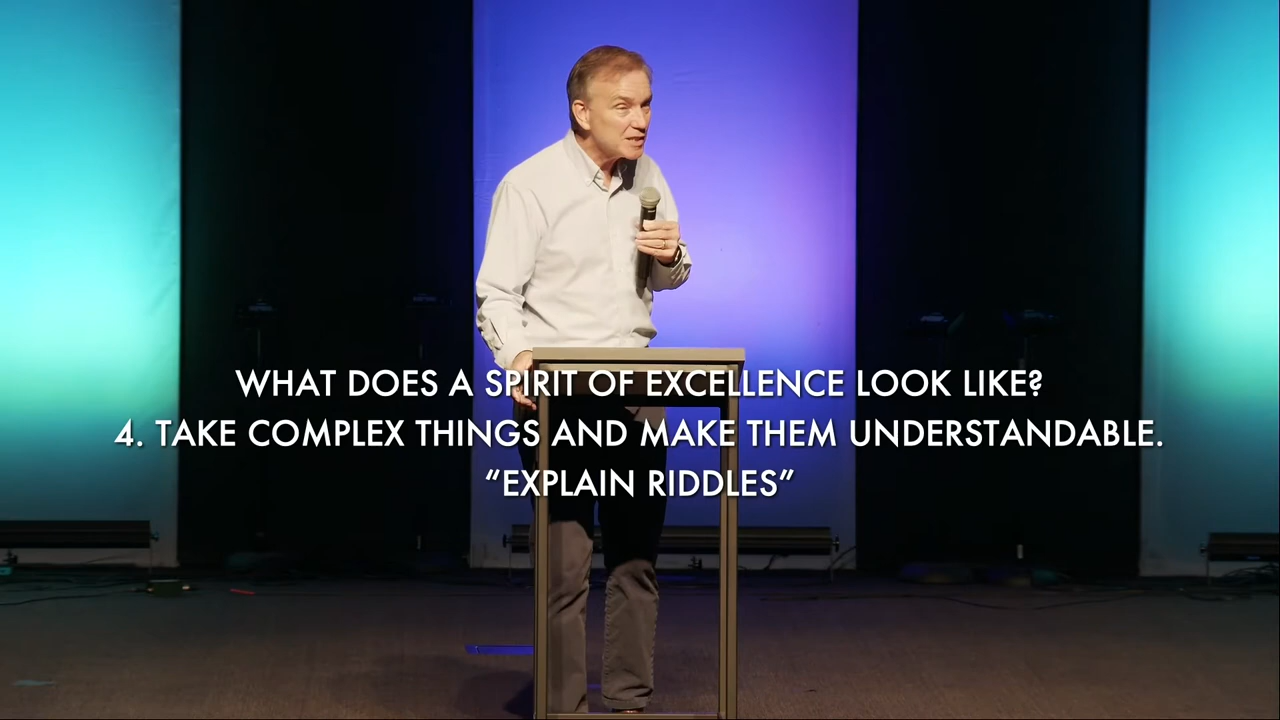 WHAT DOES A SPIRIT OF EXCELLENCE LOOK LIKE?
4. TAKE COMPLEX THINGS AND MAKE THEM UNDERSTANDABLE.
“EXPLAIN RIDDLES”